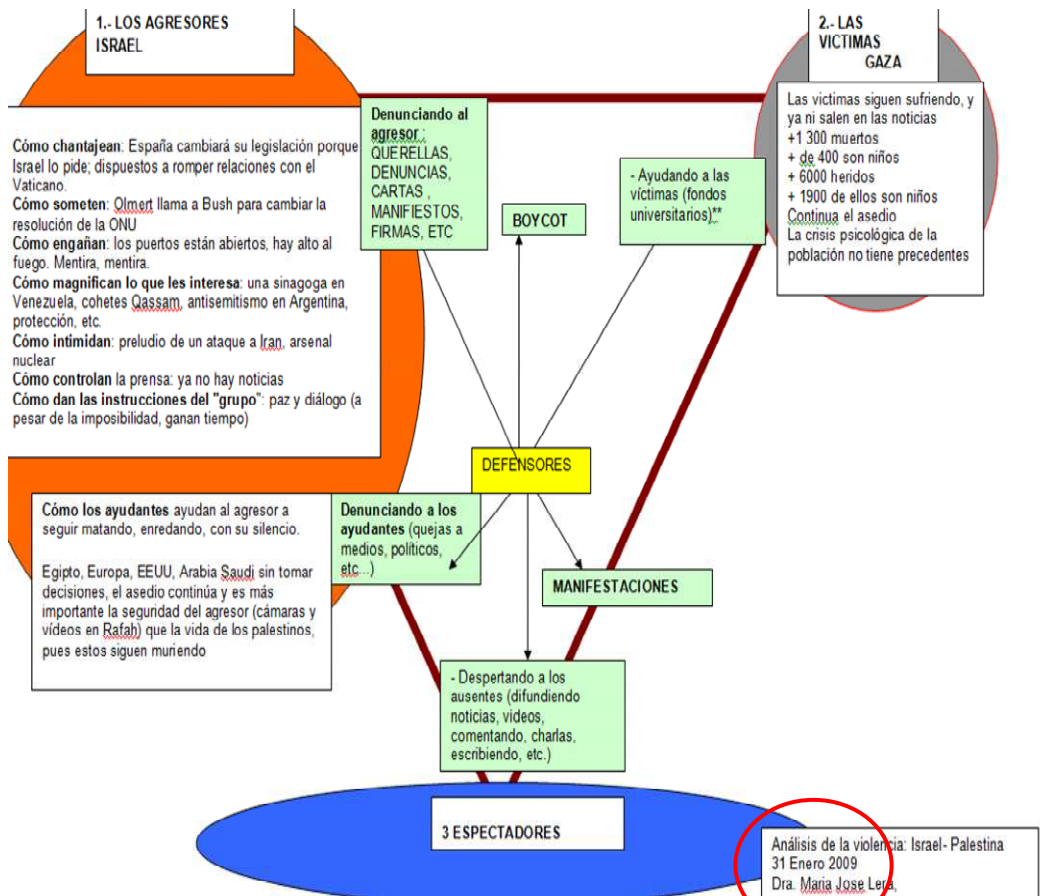 1.- LOS AGRESORES
ISRAEL
2.- LAS
VICTIMAS
GAZA
Cómo chantajean: España cambiará su legislación porque
Israel lo pide; dispuestos a romper relaciones con el
Vaticano.
Cómo someten: Olmert llama a Bush para cambiar la
resolución de la ONU
Cómo engañan: los puertos están abiertos, hay alto al
fuego. Mentira, mentira.
Cómo magnifican lo que les interesa: una sinagoga en
Venezuela, cohetes Qassam, antisemitismo en Argentina,
protección, etc.
Cómo intimidan: preludio de un ataque a Iran, arsenal
nuclear
Cómo controlan la prensa: ya no hay noticias
Cómo dan las instrucciones del "grupo": paz y diálogo (a
pesar de la imposibilidad, ganan tiempo)
Denunciando al
agresor :
QUERELLAS,
DENUNCIAS,
CARTAS ,
MANIFIESTOS,
FIRMAS, ETC
BOYCOT
- Ayudando a las
víctimas (fondos
universitarios)**
Las victimas siguen sufriendo, y
ya ni salen en las noticias
+1 300 muertos
+ de 400 son niños
+ 6000 heridos
+ 1900 de ellos son niños
Continua el asedio
La crisis psicológica de la
población no tiene precedentes
DEFENSORES
Cómo los ayudantes ayudan al agresor a
seguir matando, enredando, con su silencio.
Egipto, Europa, EEUU, Arabia Saudi sin tomar
decisiones, el asedio continúa y es más
importante la seguridad del agresor (cámaras y
vídeos en Rafah) que la vida de los palestinos,
pues estos siguen muriendo
Denunciando a los
ayudantes (quejas a
medios, políticos,
etc...)
MANIFESTACIONES
- Despertando a los
ausentes (difundiendo
noticias, videos,
comentando, charlas,
escribiendo, etc.)
3 ESPECTADORES
Análisis de la violencia: Israel- Palestina
31 Enero 2009
Dra. Maria Jose Lera,